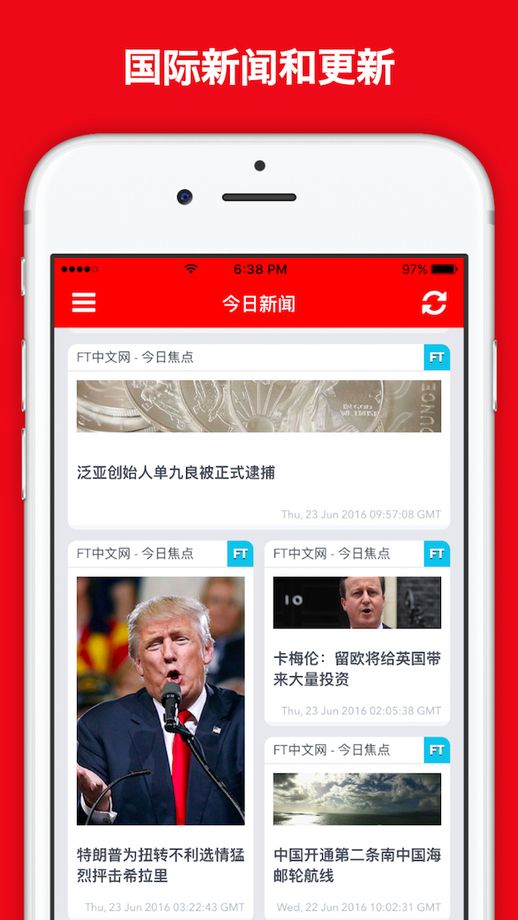 国际新闻和更新
6:38 PM
97%
今日新闻
FT中文网 - 今日焦点
FT
IN GOD
WE TRUST
OUNCE
泛亚创始人单九良被正式逮捕
Thu, 23 Jun 2016 09:57:08 GMT
FT中文网 - 今日焦点
FT
特朗普为扭转不利选情猛
烈抨击希拉里
Thu, 23 Jun 2016 03:22:43 GMT
FT中文网 - 今日焦点
FT
10
卡梅伦：留欧将给英国带
来大量投资
Thu, 23 Jun 2016 02:05:38 GMT
FT中文网 - 今日焦点
FT
中国开通第二条南中国海
邮轮航线
Wed, 22 Jun 2016 10:02:31 GMT